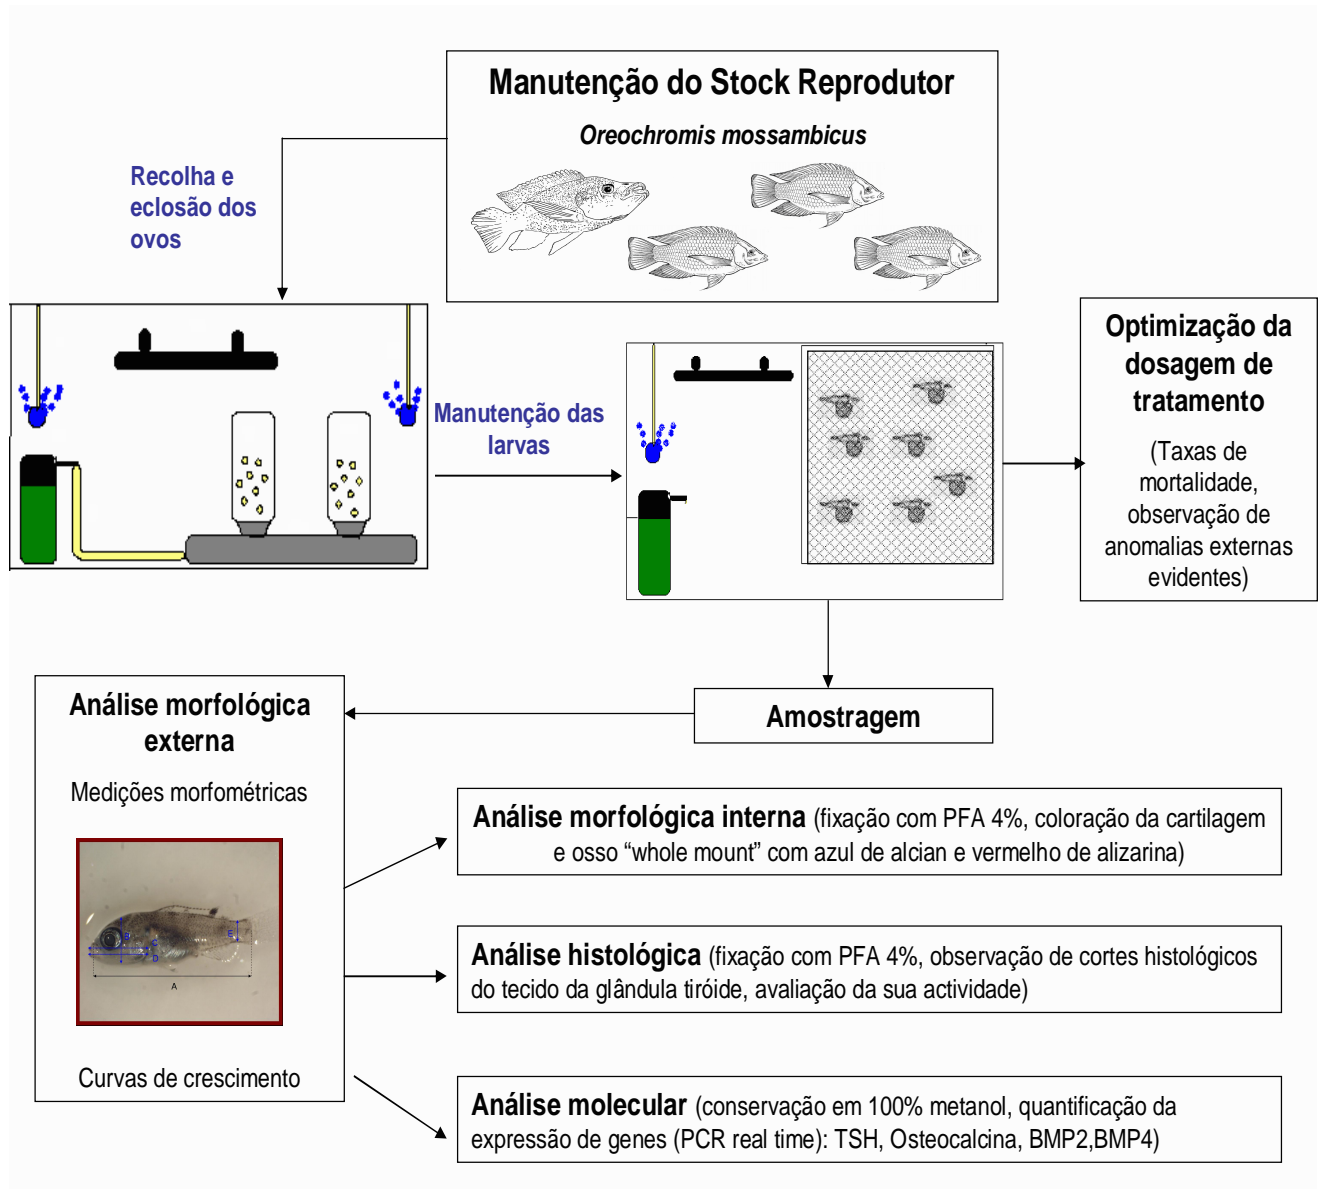 Manutenção do Stock Reprodutor
Oreochromis mossambicus
Recolha e
eclosão dos
ovos
Manutenção das
larvas
Optimização da
dosagem de
tratamento
(Taxas de
mortalidade,
observação de
anomalias externas
evidentes)
Amostragem
Análise morfológica
externa
Medições morfométricas
B
C
D
E
A
Curvas de crescimento
Análise morfológica interna (fixação com PFA 4%, coloração da cartilagem
e osso “whole mount” com azul de alcian e vermelho de alizarina)
Análise histológica (fixação com PFA 4%, observação de cortes histológicos
do tecido da glândula tiróide, avaliação da sua actividade)
Análise molecular (conservação em 100% metanol, quantificação da
expressão de genes (PCR real time): TSH, Osteocalcina, BMP2,BMP4)